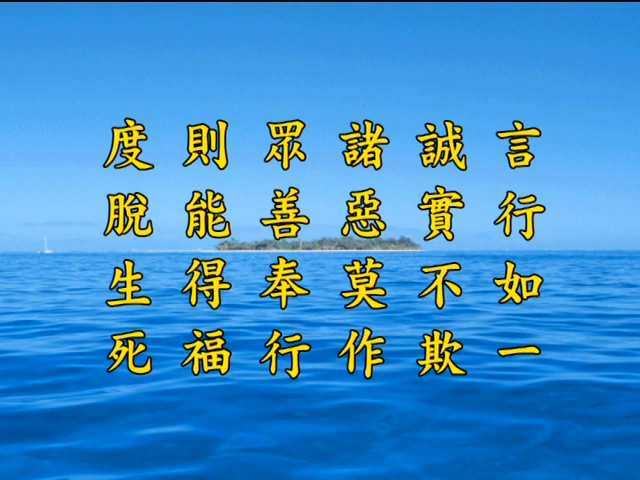 言行如一
誠實不欺
諸惡莫作
眾善奉行
則能得福
度脫生死